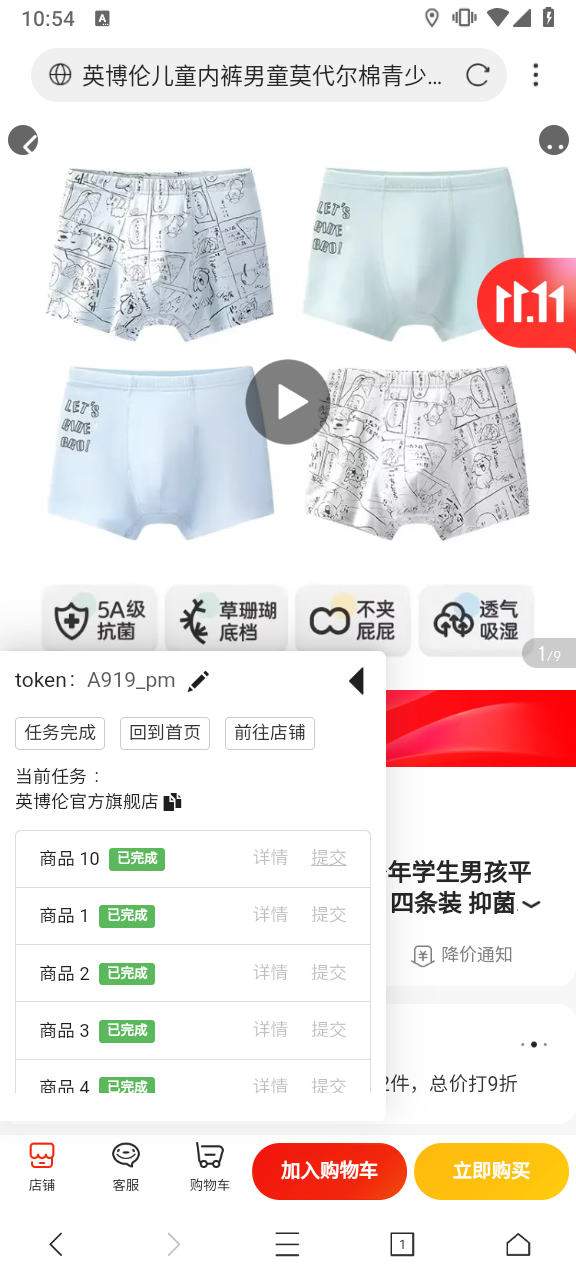 10:54
A
英博伦儿童内裤男童莫代尔棉青少...
LET'S
BRO!
11.11
LET'S
BRO!
5A级
抗菌
草珊瑚
底档
不夹
屁屁
透气
吸湿
1/9
token: A919_pm
任务完成 回到首页 前往店铺
当前任务：
英博伦官方旗舰店
商品 10 已完成 详情 提交
商品 1 已完成 详情 提交
商品 2 已完成 详情 提交
商品 3 已完成 详情 提交
商品 4 已完成 详情 提交
年学生男孩平
四条装 抑菌
降价通知
2件，总价打9折
店铺 客服 购物车 加入购物车 立即购买
1